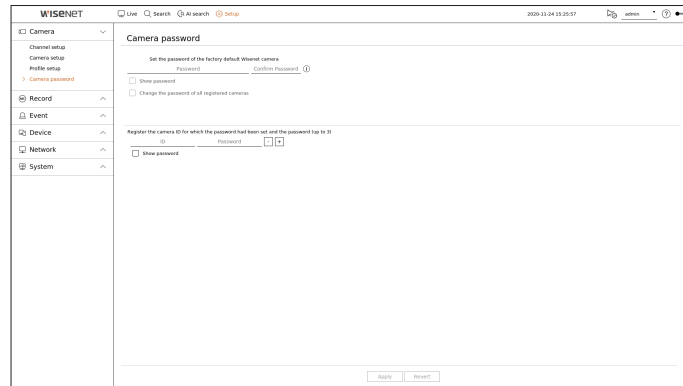 WISENET
Live Search AI search Setup 2020-11-24 15:25:57 admin ?
Camera
Channel setup
Camera setup
Profile setup
> Camera password
Record
Event
Device
Network
System
Camera password
Set the password of the factory default Wisenet camera
Password Confirm Password i
Show password
Change the password of all registered cameras
Register the camera ID for which the password had been set and the password (up to 3)
ID Password - +
Show password
Apply Revert